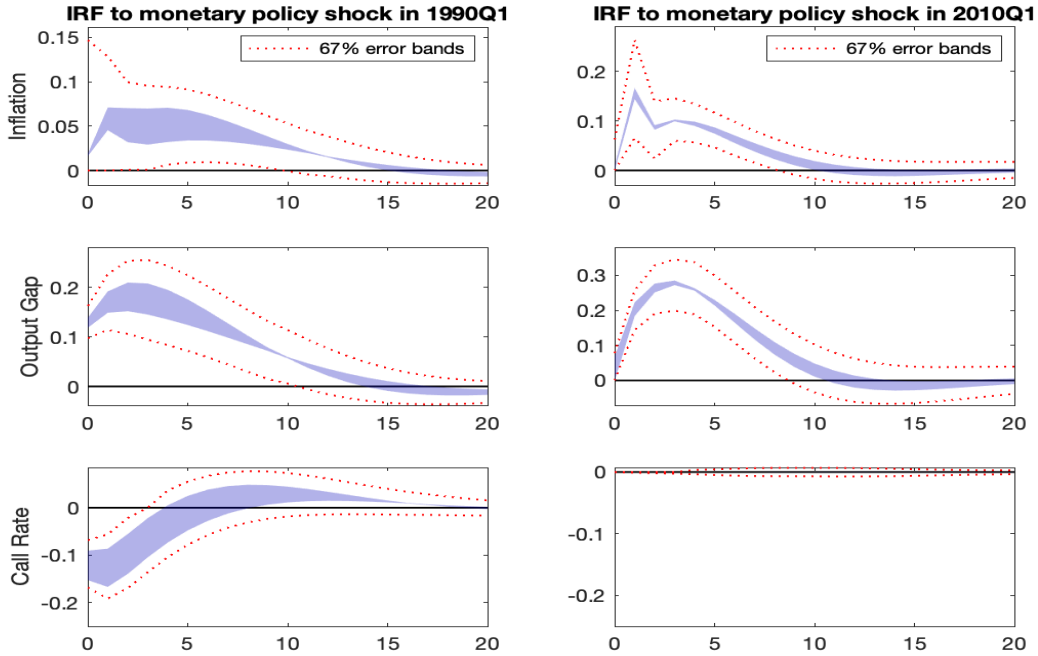 IRF to monetary policy shock in 1990Q1
IRF to monetary policy shock in 2010Q1
0.15
0.1
0.05
0
Inflation
67% error bands
0 5 10 15 20
0.2
0.1
0
67% error bands
0 5 10 15 20
0.2
0.1
0
Output Gap
0 5 10 15 20
0.3
0.2
0.1
0
0 5 10 15 20
0
-0.1
-0.2
Call Rate
0 5 10 15 20
0
-0.1
-0.2
0 5 10 15 20